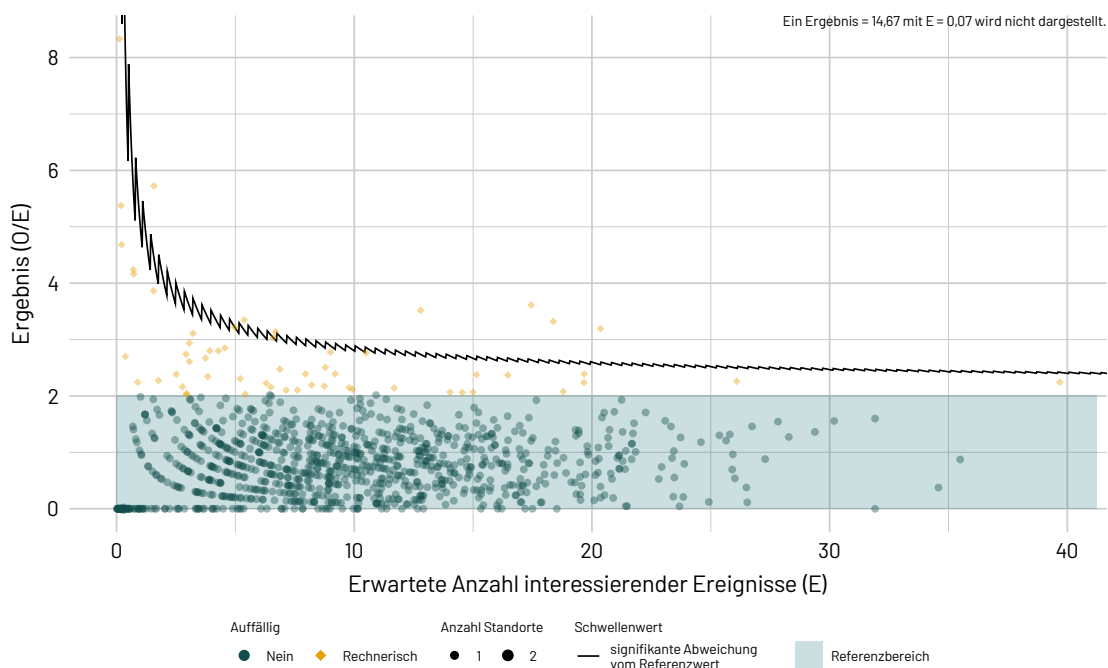 Ein Ergebnis = 14,67 mit E = 0,07 wird nicht dargestellt.
8
6
4
2
0
Ergebnis (O/E)
0 10 20 30 40
Erwartete Anzahl interessierender Ereignisse (E)
Auffällig Anzahl Standorte Schwellenwert
Nein Rechnerisch 1 2 signifikante Abweichung Referenzbereich
vom Referenzwert